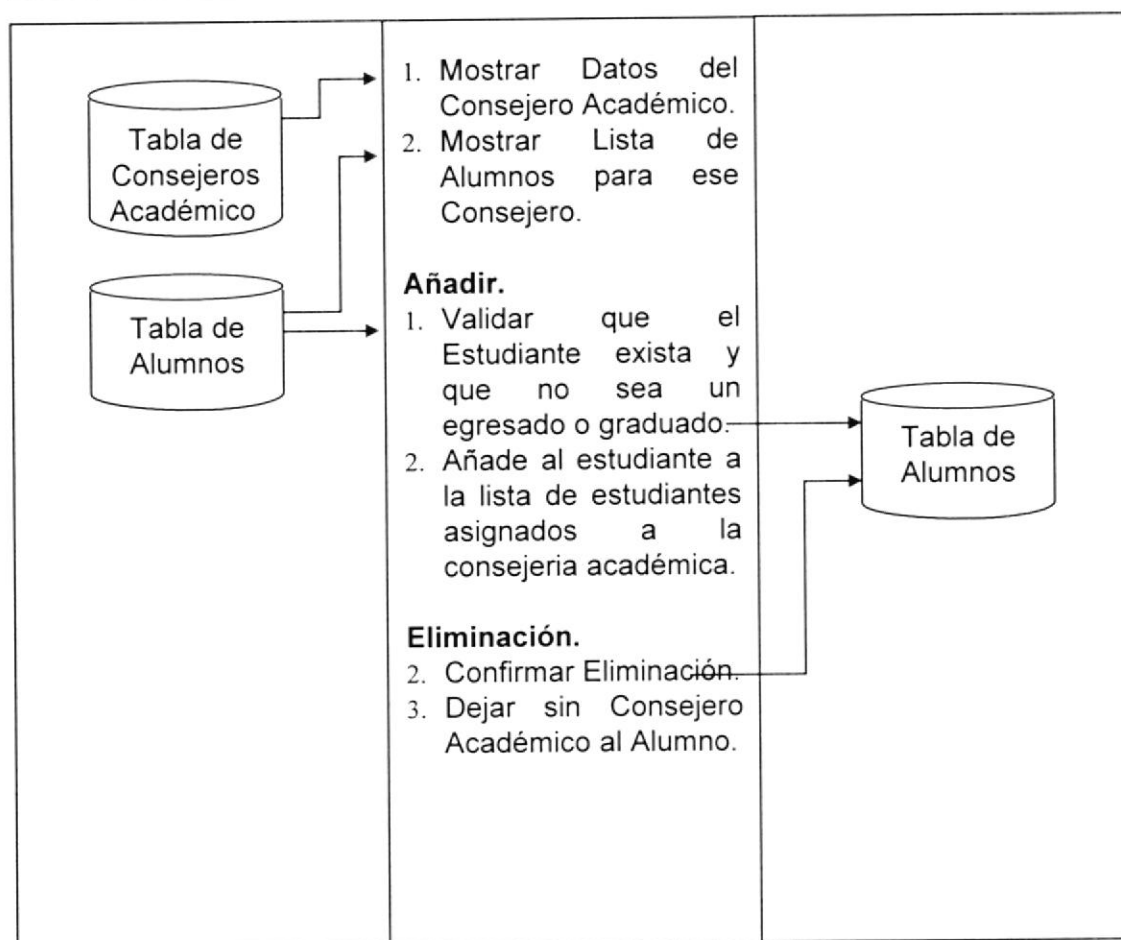 Tabla de
Consejeros
Académico
Tabla de
Alumnos
1. Mostrar Datos del
Consejero Académico.
2. Mostrar Lista de
Alumnos para ese
Consejero.
Añadir.
1. Validar que el
Estudiante exista y
que no sea un
egresado o graduado.
2. Añade al estudiante a
la lista de estudiantes
asignados a la
consejeria académica.
Eliminación.
2. Confirmar Eliminación.
3. Dejar sin Consejero
Académico al Alumno.
Tabla de
Alumnos